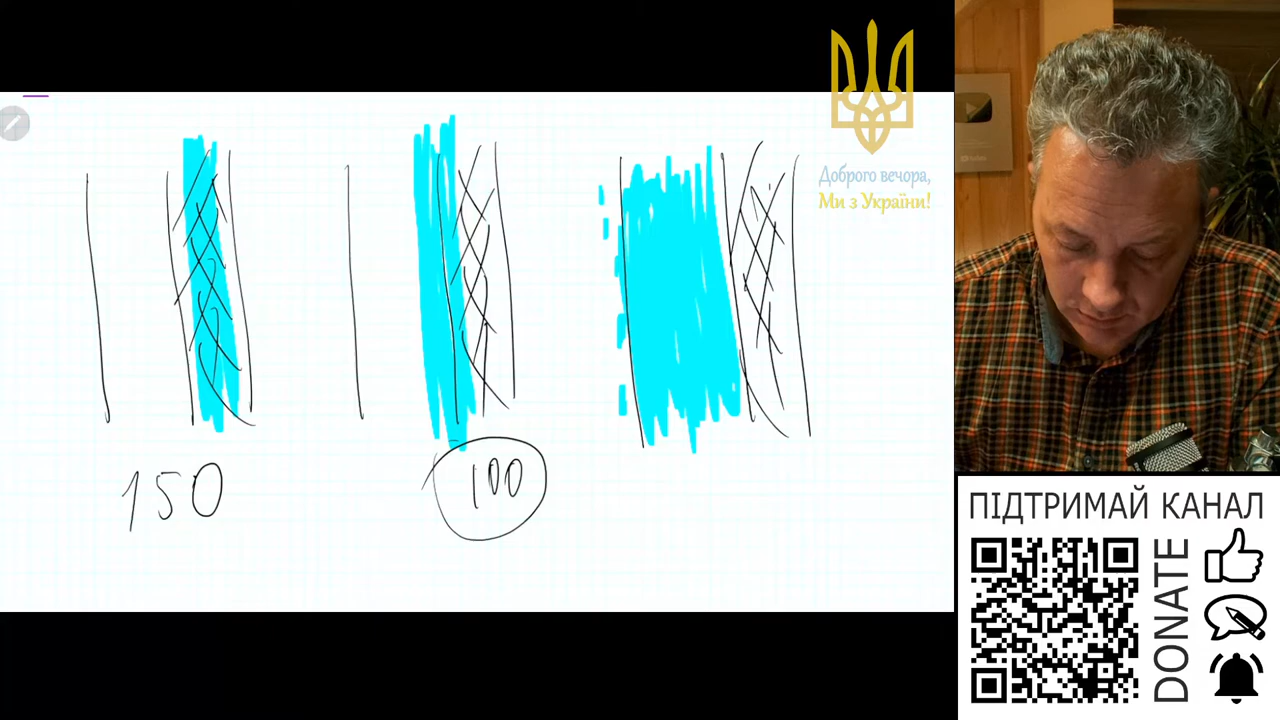 Доброго вечора,
Ми з України!
150
100
ПІДТРИМАЙ КАНАЛ
DONATE